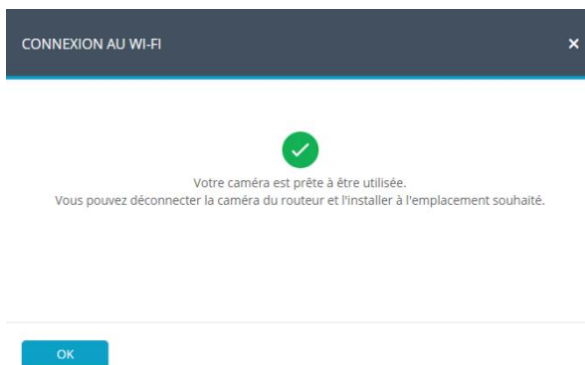 CONNEXION AU WI-FI
Votre caméra est prête à être utilisée.
Vous pouvez déconnecter la caméra du routeur et l'installer à l'emplacement souhaité.
OK